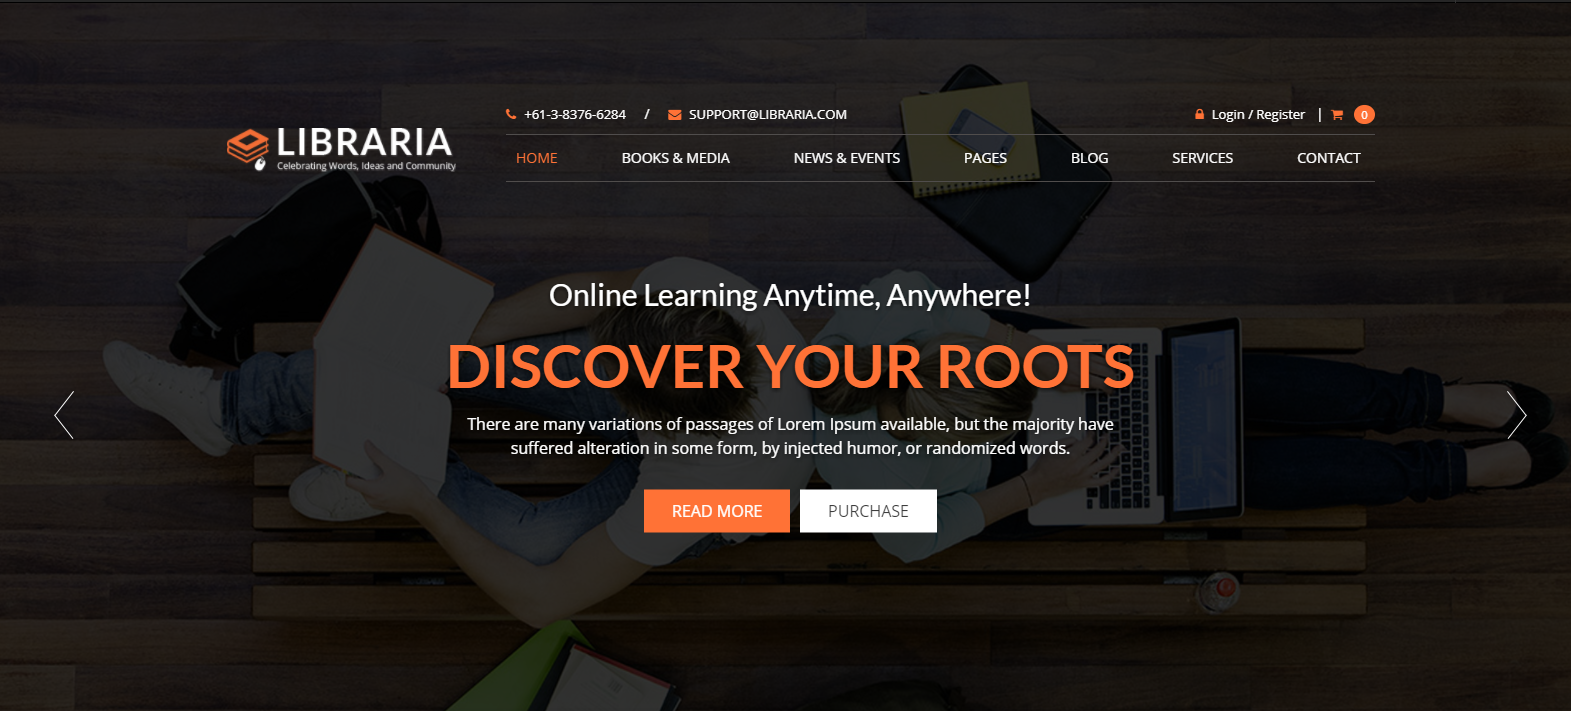 +61-3-8376-6284 / SUPPORT@LIBRARIA.COM Login / Register | 0
LIBRARIA
Celebrating Words, Ideas and Community
HOME BOOKS & MEDIA NEWS & EVENTS PAGES BLOG SERVICES CONTACT
Online Learning Anytime, Anywhere!
DISCOVER YOUR ROOTS
There are many variations of passages of Lorem Ipsum available, but the majority have
suffered alteration in some form, by injected humor, or randomized words.
READ MORE PURCHASE